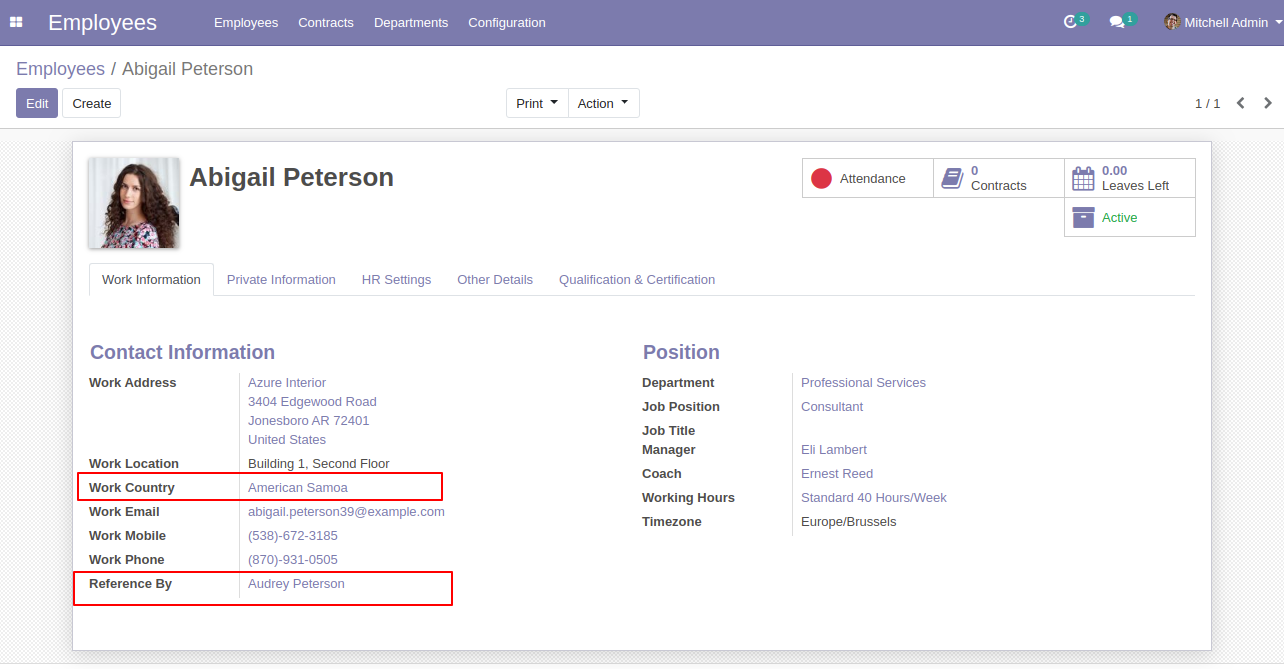 Employees Employees Contracts Departments Configuration 3 1 Mitchell Admin
Employees / Abigail Peterson
Edit Create Print Action 1 / 1
Abigail Peterson
Attendance
0
Contracts
0.00
Leaves Left
Active
Work Information Private Information HR Settings Other Details Qualification & Certification
Contact Information
Work Address Azure Interior
3404 Edgewood Road
Jonesboro AR 72401
United States
Work Location Building 1, Second Floor
Work Country American Samoa
Work Email abigail.peterson39@example.com
Work Mobile (538)-672-3185
Work Phone (870)-931-0505
Reference By Audrey Peterson
Position
Department Professional Services
Job Position Consultant
Job Title
Manager Eli Lambert
Coach Ernest Reed
Working Hours Standard 40 Hours/Week
Timezone Europe/Brussels